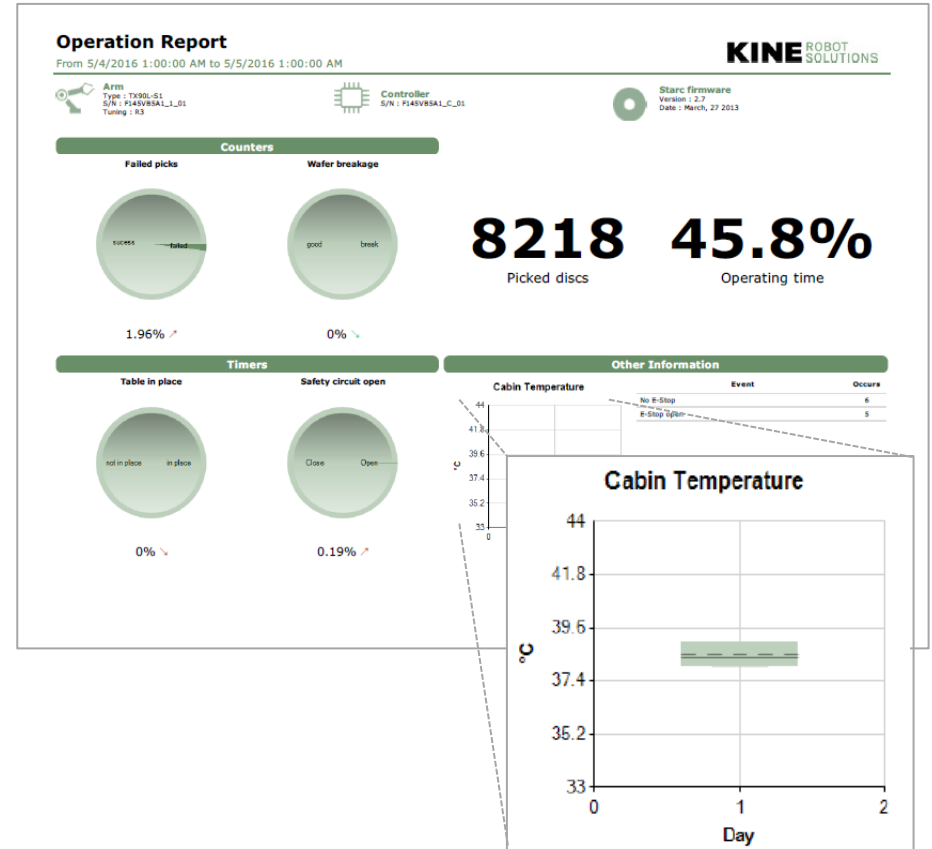 Operation Report
From 5/4/2016 1:00:00 AM to 5/5/2016 1:00:00 AM
KINE ROBOT SOLUTIONS
Arm
Type : TX90L-S1
S/N : F14SVBSA1_1_01
Tuning : R3
Controller
S/N : F14SVBSA1_C_01
Starc firmware
Version : 2.7
Date : March, 27 2013
Counters
Failed picks
Wafer breakage
sucess
failed
good
break
1.96%
0%
8218
Picked discs
45.8%
Operating time
Timers
Table in place
Safety circuit open
not in place
in place
Close
Open
0%
0.19%
Other Information
Cabin Temperature
44
41.8
39.6
37.4
35.2
33
0
°C
Event Occurs
No E-Stop 6
E-Stop open 5
Cabin Temperature
44
41.8
39.6
37.4
35.2
33
°C
0 1 2
Day